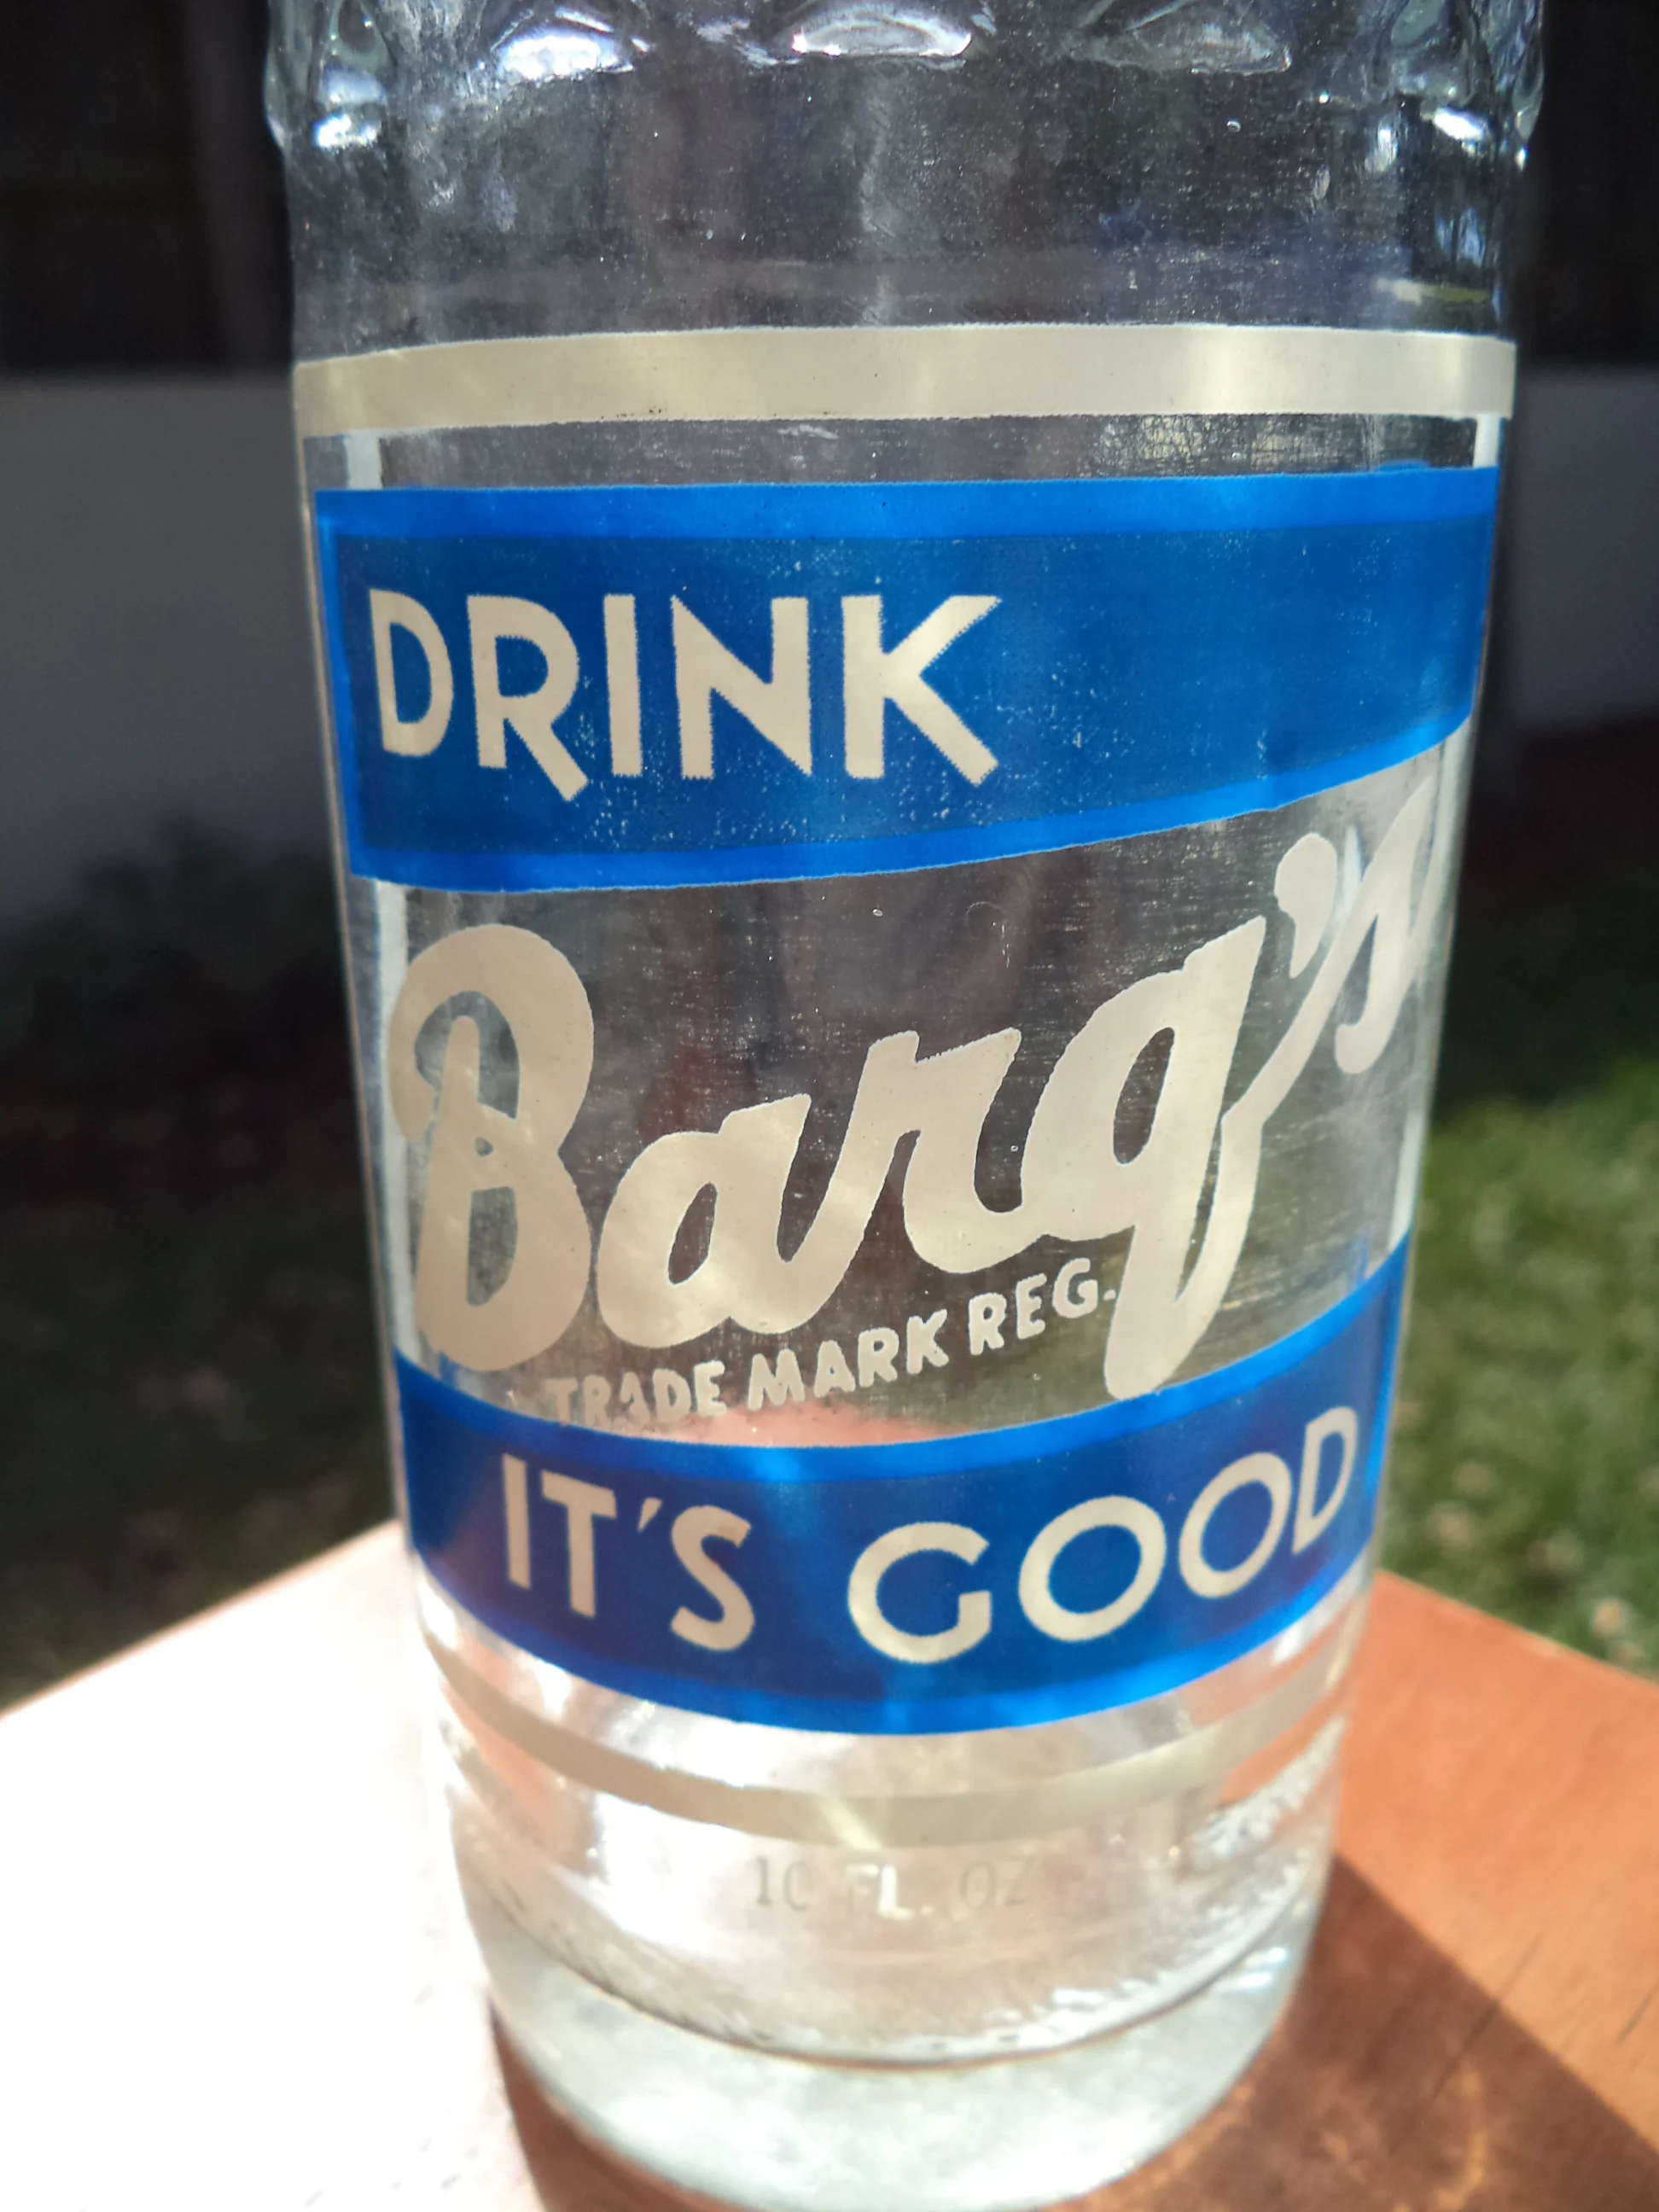 DRINK
Barq's
TRADE MARK REG.
IT'S GOOD
10 FL. OZ